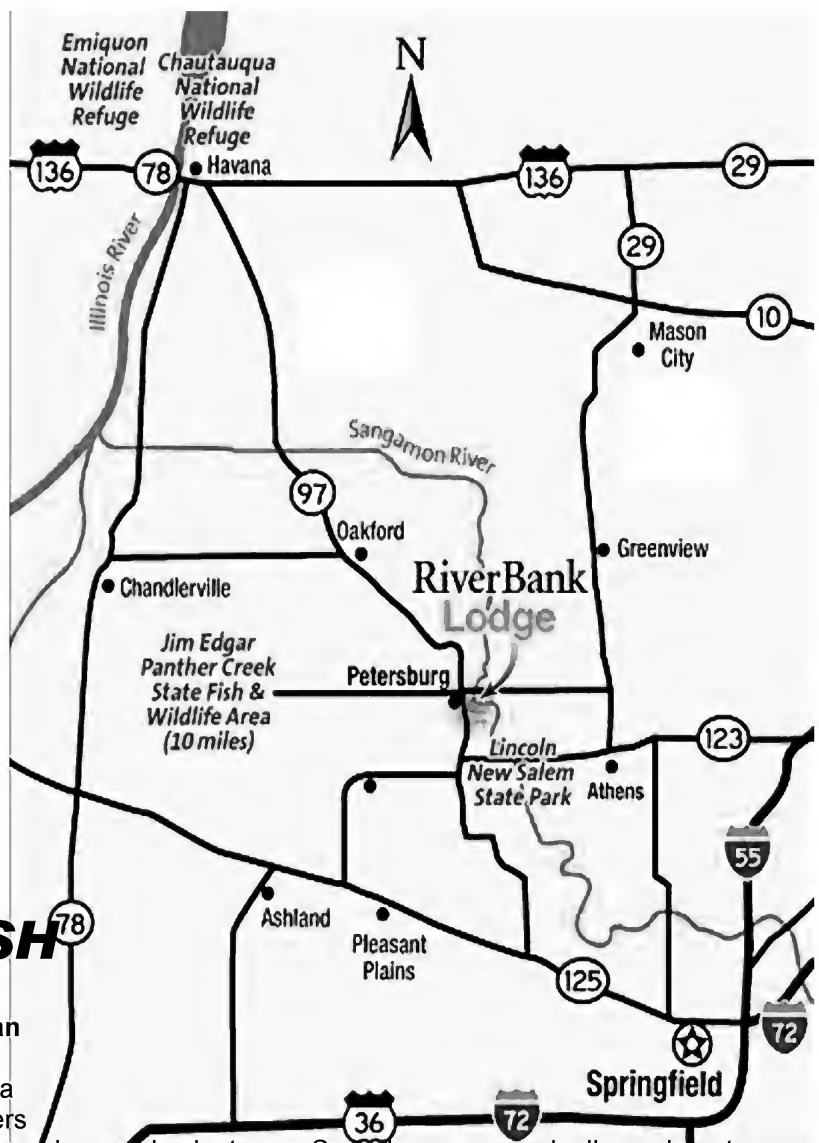 Emiquon
National
Wildlife
Refuge
Chautauqua
National
Wildlife
Refuge
N
136
78
Havana
136
29
29
Illinois River
10
Mason
City
Sangamon River
97
Oakford
Greenview
RiverBank
Lodge
Chandlerville
Jim Edgar
Panther Creek
State Fish &
Wildlife Area
(10 miles)
Petersburg
123
Lincoln
New Salem
State Park
Athens
55
78
SH
Ashland
Pleasant
Plains
125
an
72
Springfield
a
ers
36
72